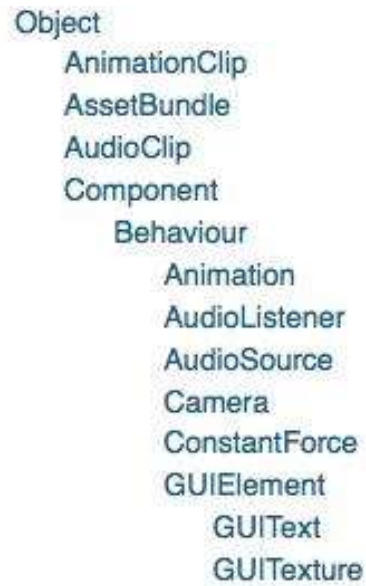 Object
AnimationClip
AssetBundle
AudioClip
Component
Behaviour
Animation
AudioListener
AudioSource
Camera
ConstantForce
GUIElement
GUIText
GUITexture